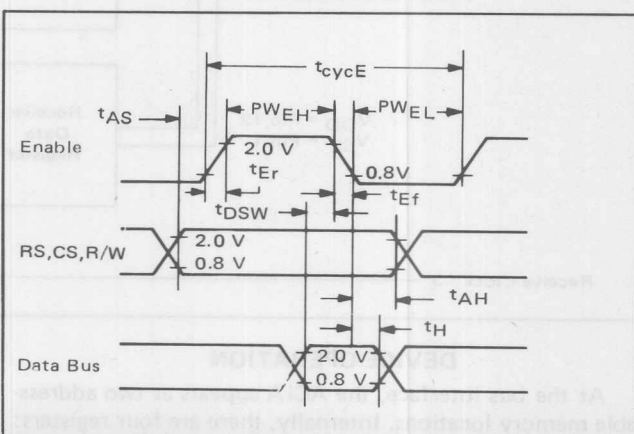 tcycE
PWEH
PWEL
tAS
Enable
2.0 V
0.8V
tEr
tEf
tDSW
RS,CS,R/W
2.0 V
0.8 V
tAH
tH
Data Bus
2.0 V
0.8 V
Receive Clock
DEVICE OPERATION
At the bus interface, the ACIA appears as two address-
able memory locations. Internally, there are four registers: